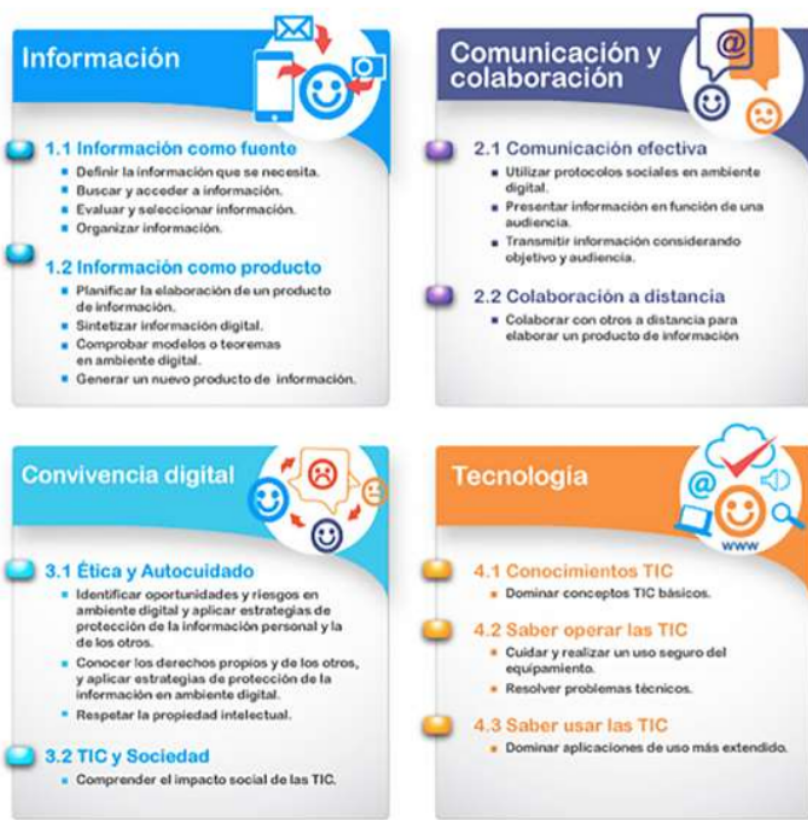 Información
1.1 Información como fuente
Definir la información que se necesita.
Buscar y acceder a información.
Evaluar y seleccionar información.
Organizar información.
1.2 Información como producto
Planificar la elaboración de un producto
de información.
Sintetizar información digital.
Comprobar modelos o teoremas
en ambiente digital.
Generar un nuevo producto de información.
Comunicación y
colaboración
@
2.1 Comunicación efectiva
Utilizar protocolos sociales en ambiente
digital.
Presentar información en función de una
audiencia.
Transmitir información considerando
objetivo y audiencia.
2.2 Colaboración a distancia
Colaborar con otros a distancia para
elaborar un producto de información
Convivencia digital
3.1 Ética y Autocuidado
Identificar oportunidades y riesgos en
ambiente digital y aplicar estrategias de
protección de la información personal y la
de los otros.
Conocer los derechos propios y de los otros,
y aplicar estrategias de protección de la
información en ambiente digital.
Respetar la propiedad intelectual.
3.2 TIC y Sociedad
Comprender el impacto social de las TIC.
Tecnología
@
www
4.1 Conocimientos TIC
Dominar conceptos TIC básicos.
4.2 Saber operar las TIC
Cuidar y realizar un uso seguro del
equipamiento.
Resolver problemas técnicos.
4.3 Saber usar las TIC
Dominar aplicaciones de uso más extendido.